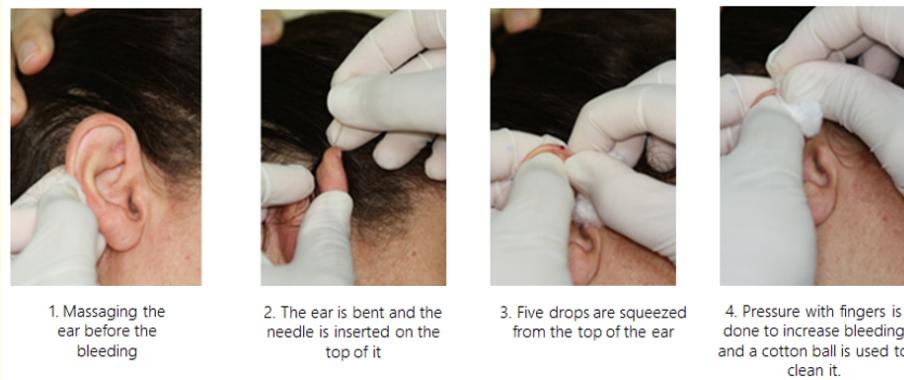 1. Massaging the
ear before the
bleeding
2. The ear is bent and the
needle is inserted on the
top of it
3. Five drops are squeezed
from the top of the ear
4. Pressure with fingers is
done to increase bleeding
and a cotton ball is used to
clean it.